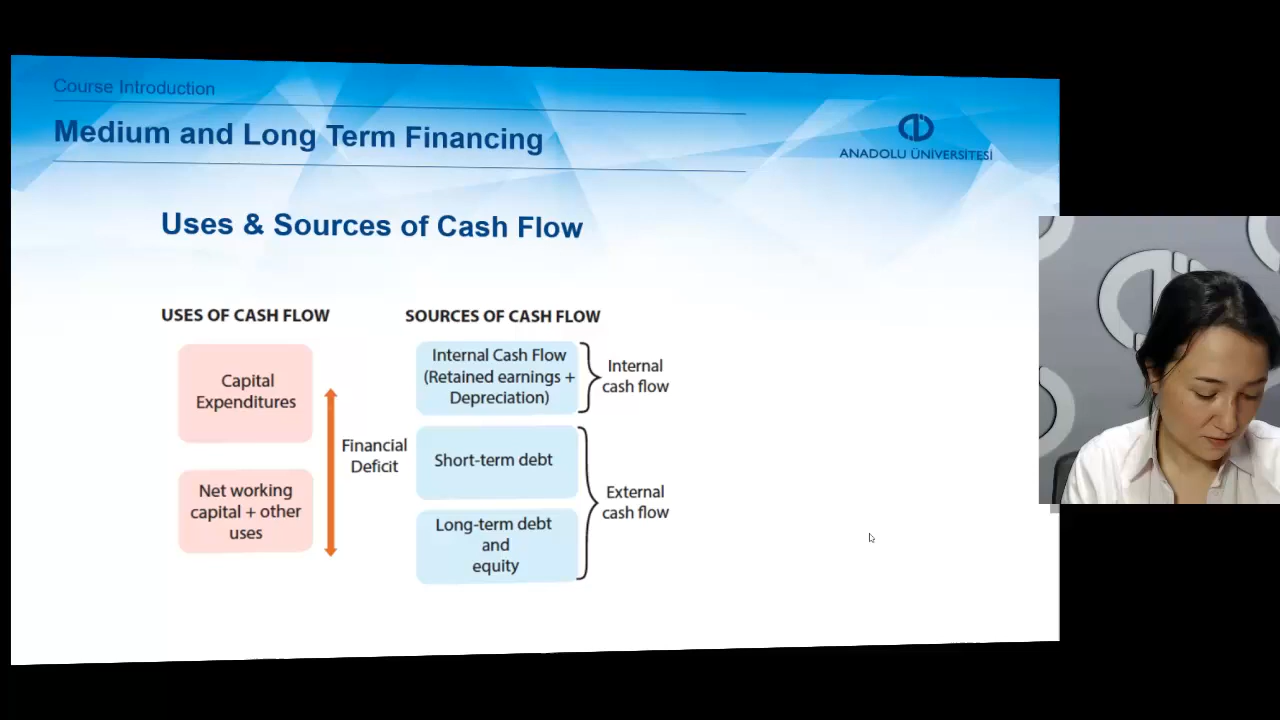 Course Introduction
Medium and Long Term Financing
ANADOLU ÜNİVERSİTESİ
Uses & Sources of Cash Flow
USES OF CASH FLOW
Capital
Expenditures
Net working
capital + other
uses
Financial
Deficit
SOURCES OF CASH FLOW
Internal Cash Flow
(Retained earnings +
Depreciation)
Short-term debt
Long-term debt
and
equity
Internal
cash flow
External
cash flow